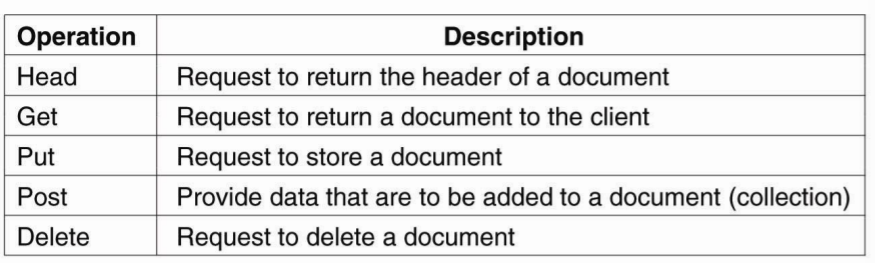 Operation Description
Head Request to return the header of a document
Get Request to return a document to the client
Put Request to store a document
Post Provide data that are to be added to a document (collection)
Delete Request to delete a document